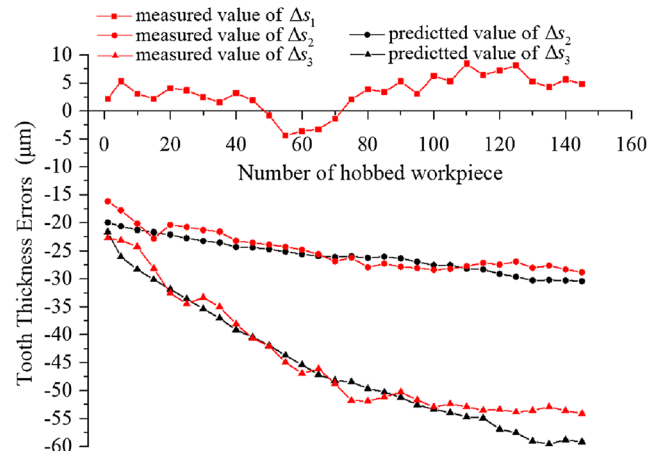 measured value of Δs1
measured value of Δs2
measured value of Δs3
predictted value of Δs2
predictted value of Δs3
10
5
0
-5
-10
-15
-20
-25
-30
-35
-40
-45
-50
-55
-60
0 20 40 60 80 100 120 140 160
Number of hobbed workpiece
Tooth Thickness Errors (μm)